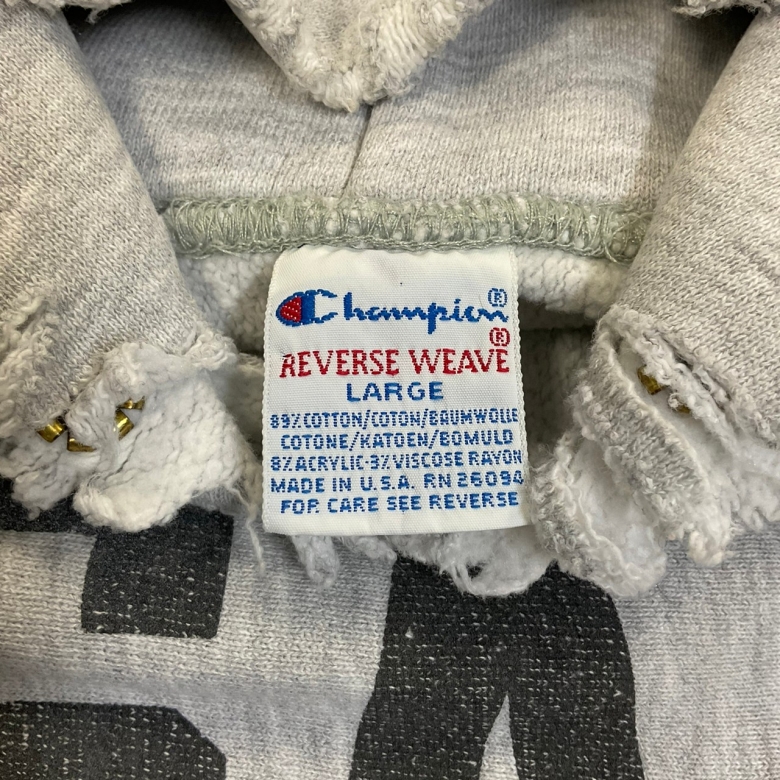 Champion®
®
REVERSE WEAVE
LARGE
89%COTTON/COTON/BAUMWOLLE
COTONE/KATOEN/BOMULD
8%ACRYLIC-3%VISCOSE RAYON
MADE IN U.S.A. RN 26094
FOR CARE SEE REVERSE